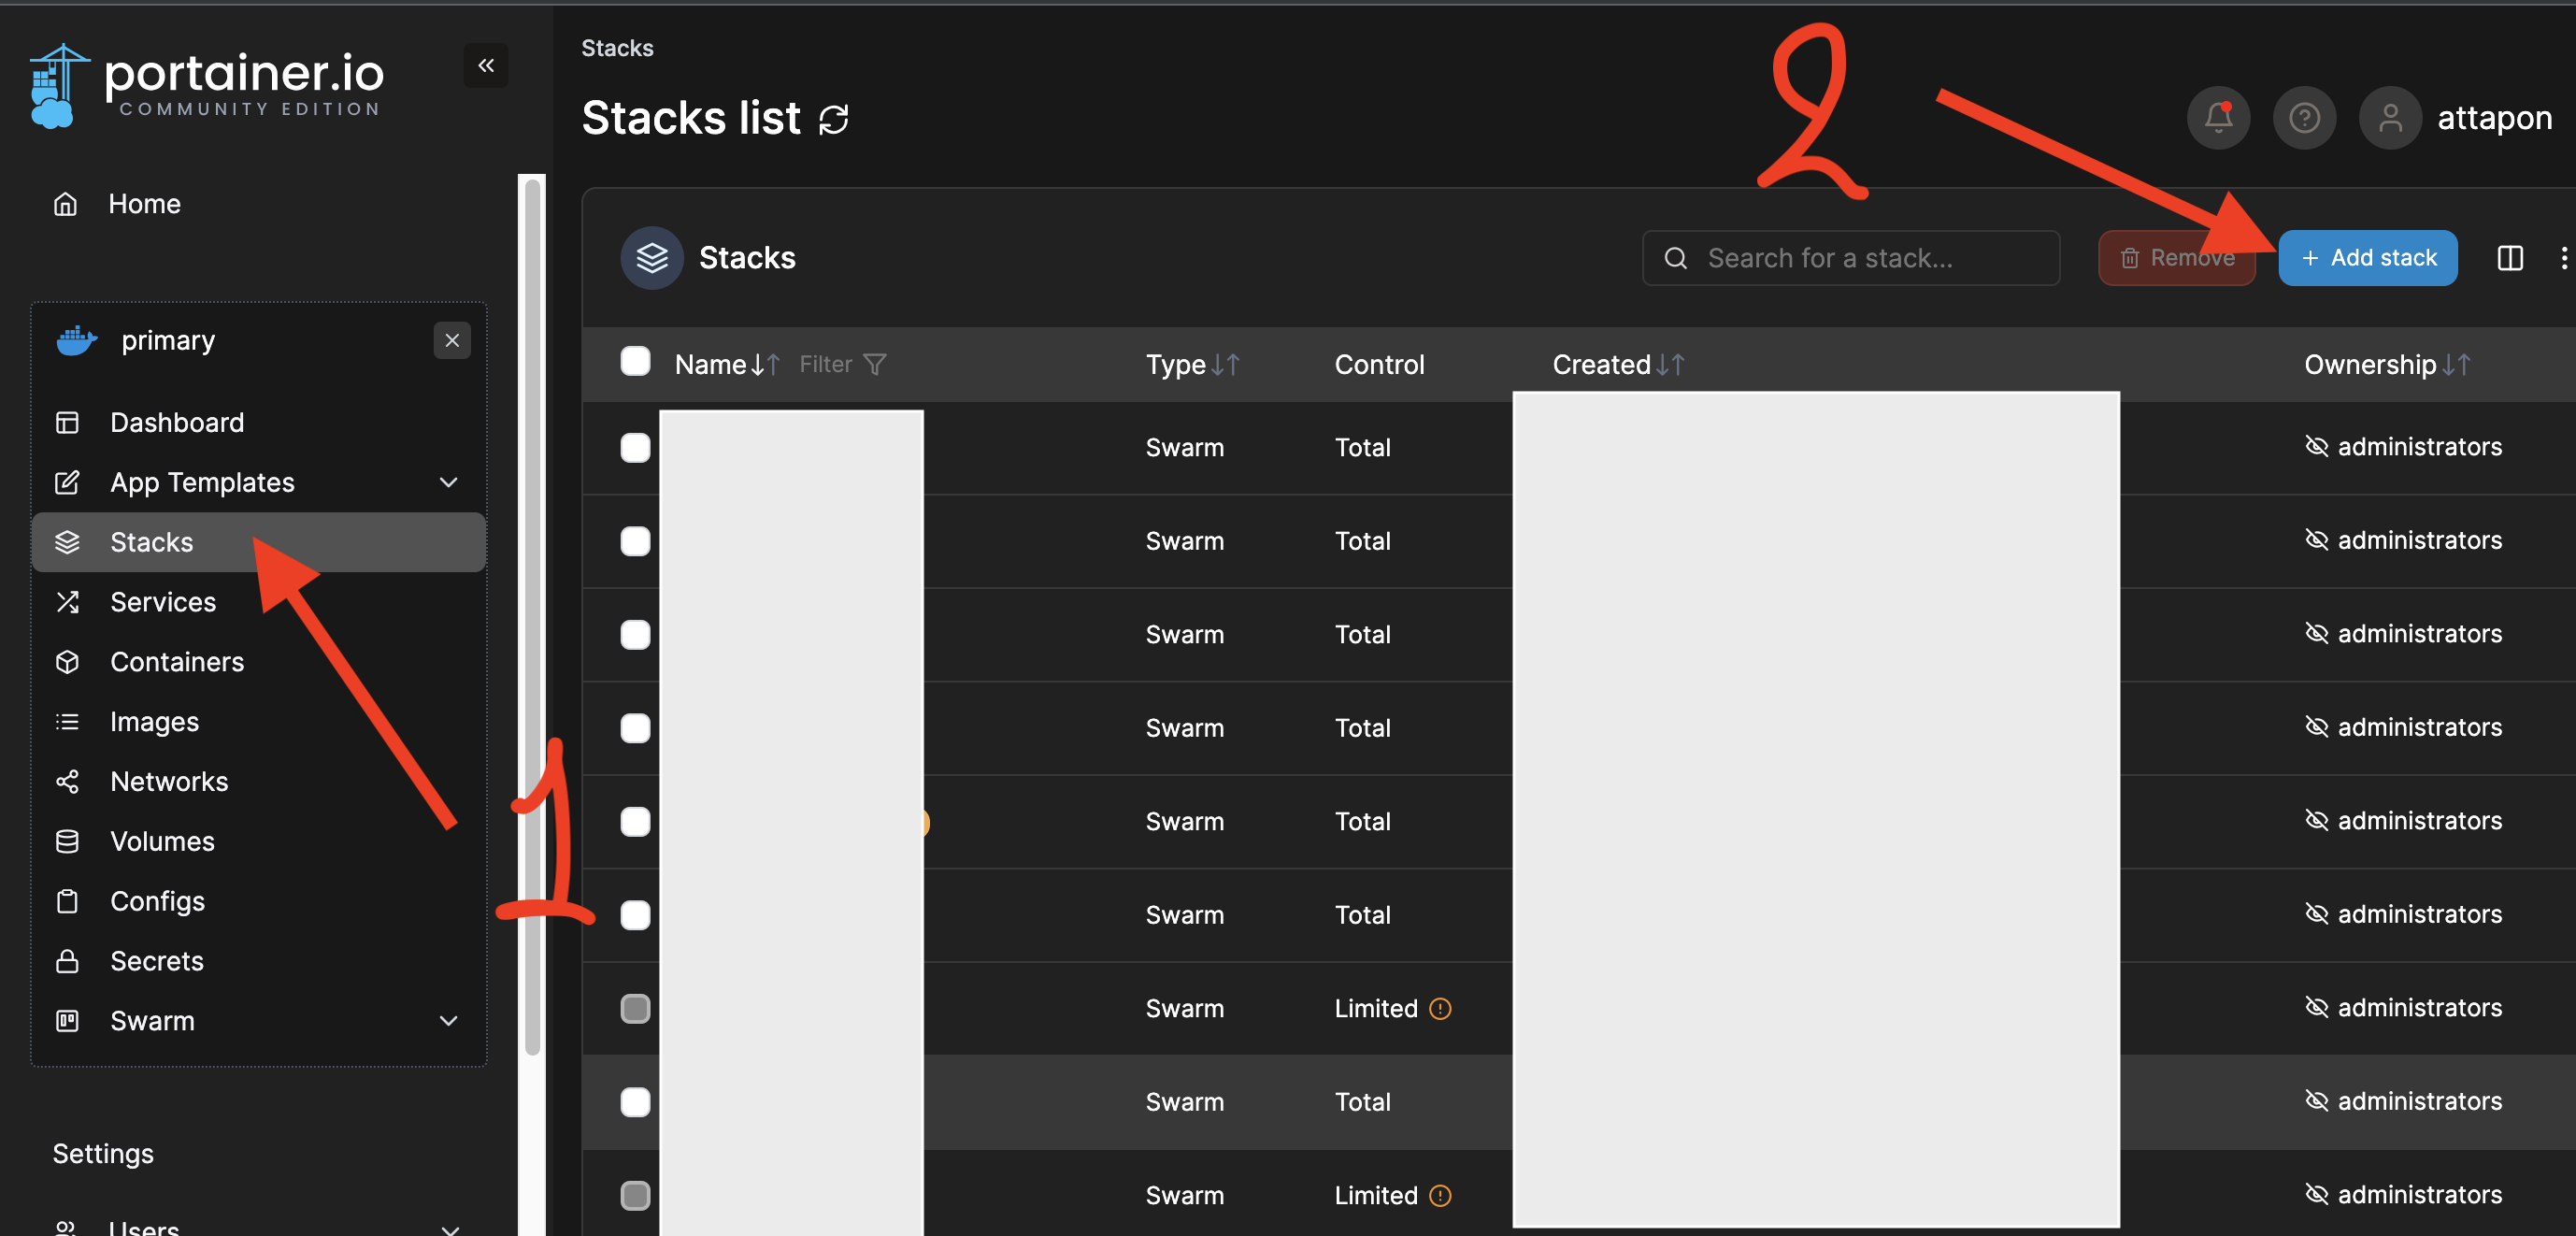 portainer.io
COMMUNITY EDITION
Home
primary
Dashboard
App Templates
Stacks
Services
Containers
Images
Networks
Volumes
Configs
Secrets
Swarm
Settings
Users
1
Stacks
Stacks list
2
attapon
Stacks
Search for a stack...
Remove
+ Add stack
Name Filter Type Control Created Ownership
Swarm Total administrators
Swarm Total administrators
Swarm Total administrators
Swarm Total administrators
Swarm Total administrators
Swarm Total administrators
Swarm Limited administrators
Swarm Total administrators
Swarm Limited administrators